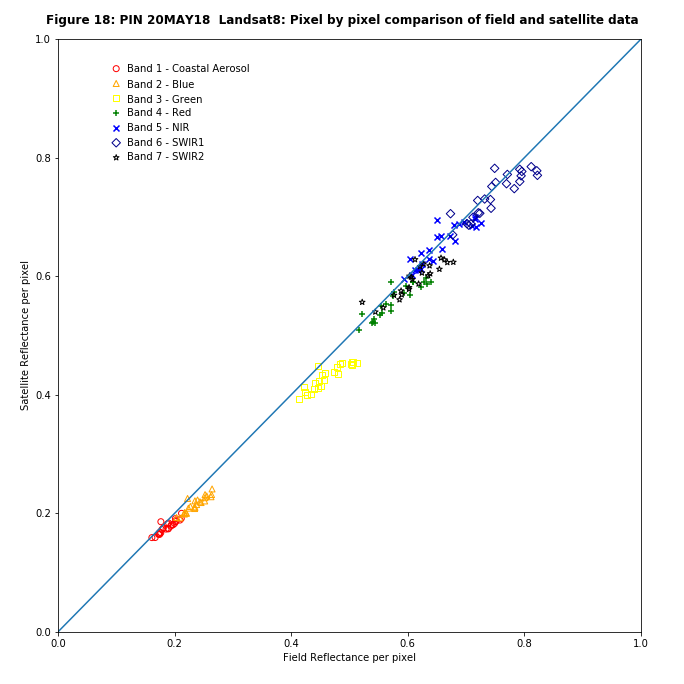 Figure 18: PIN 20MAY18  Landsat8: Pixel by pixel comparison of field and satellite data
1.0
Band 1 - Coastal Aerosol
Band 2 - Blue
Band 3 - Green
Band 4 - Red
Band 5 - NIR
Band 6 - SWIR1
Band 7 - SWIR2
0.8
0.6
0.4
0.2
0.0
Satellite Reflectance per pixel
0.0 0.2 0.4 0.6 0.8 1.0
Field Reflectance per pixel